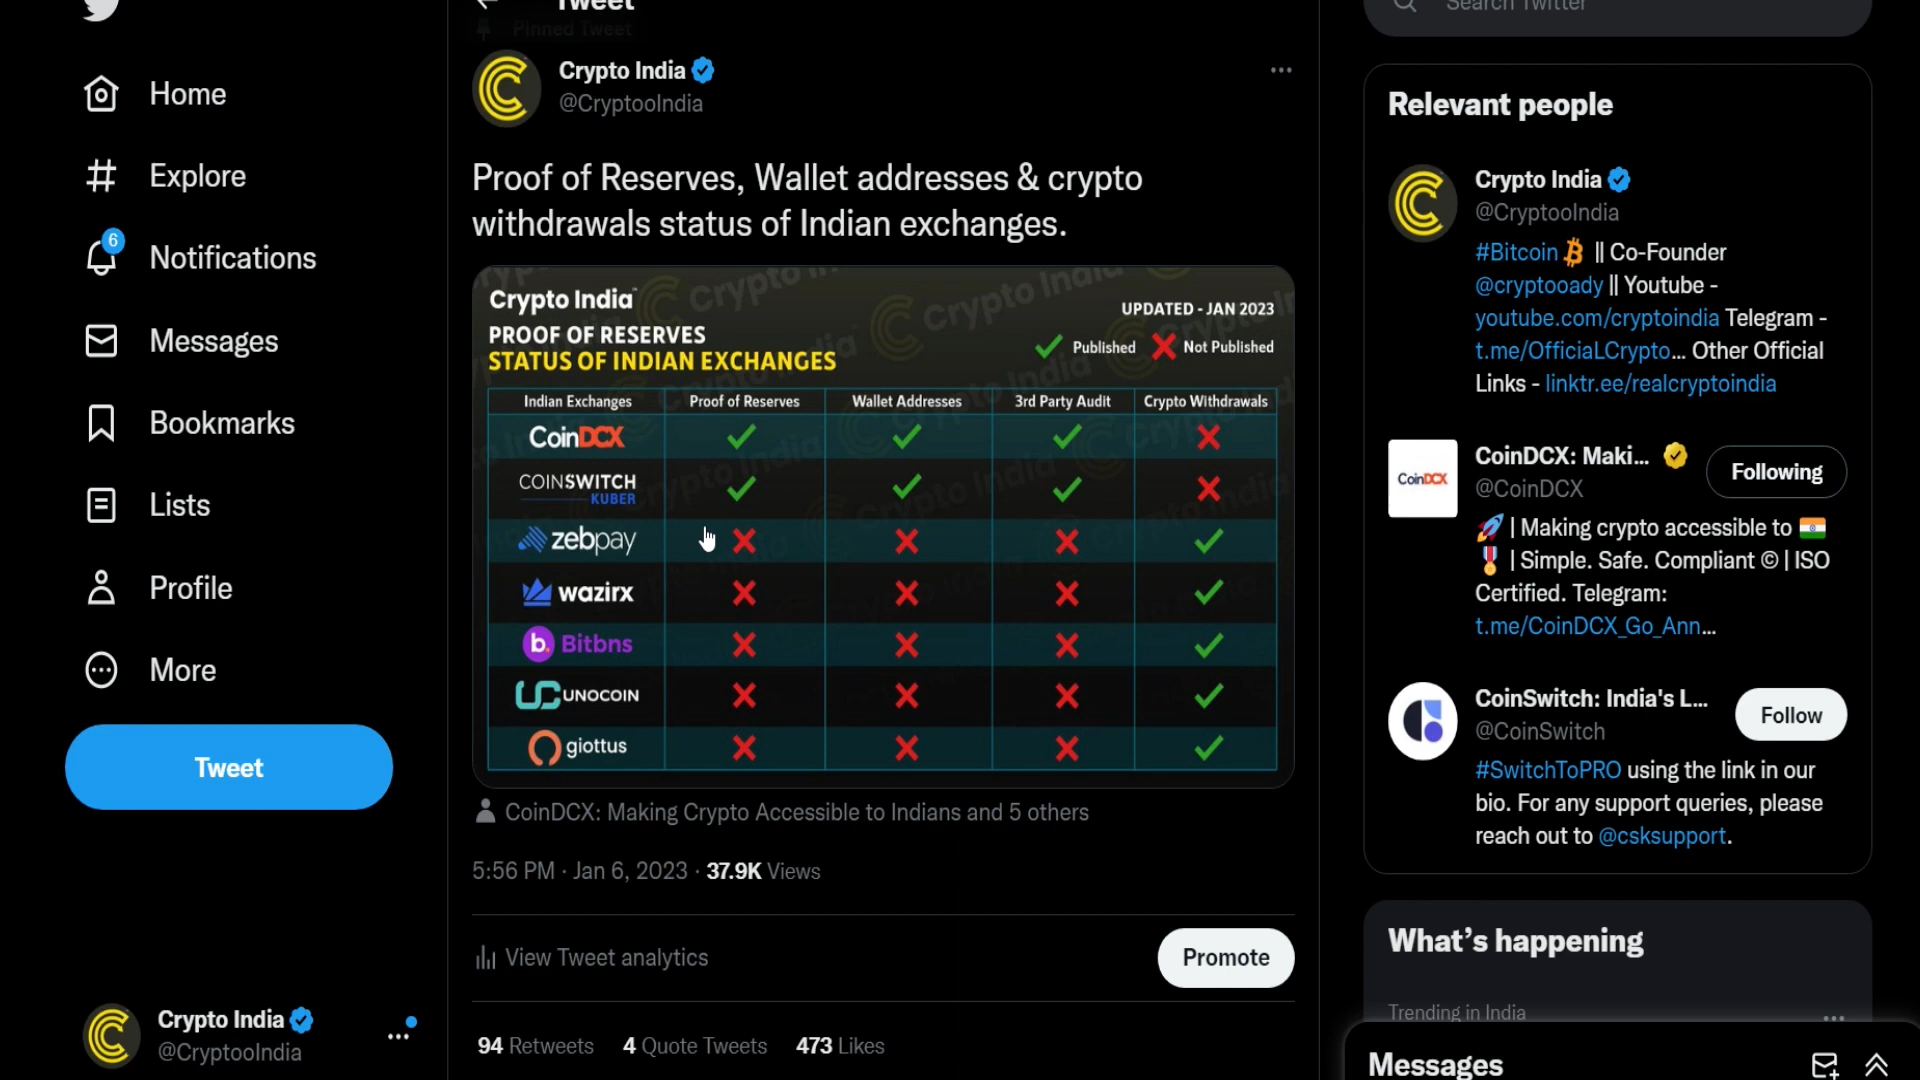 Home
Explore
6
Notifications
Messages
Bookmarks
Lists
Profile
More
Tweet
Crypto India
@CryptooIndia
Tweet
Pinned Tweet
Crypto India
@CryptooIndia
Proof of Reserves, Wallet addresses & crypto
withdrawals status of Indian exchanges.
Crypto India
PROOF OF RESERVES
STATUS OF INDIAN EXCHANGES
UPDATED - JAN 2023
Published Not Published
Indian Exchanges Proof of Reserves Wallet Addresses 3rd Party Audit Crypto Withdrawals
CoinDCX
COINSWITCH
KUBER
zebpay
wazirx
b. Bitbns
UNOCOIN
giottus
CoinDCX: Making Crypto Accessible to Indians and 5 others
5:56 PM · Jan 6, 2023 · 37.9K Views
View Tweet analytics
Promote
94 Retweets 4 Quote Tweets 473 Likes
Search Twitter
Relevant people
Crypto India
@CryptooIndia
#Bitcoin || Co-Founder
@cryptooady || Youtube -
youtube.com/cryptoindia Telegram -
t.me/OfficiaLCrypto... Other Official
Links - linktr.ee/realcryptoindia
CoinDCX
CoinDCX: Maki...
@CoinDCX
Following
🚀 | Making crypto accessible to 🇮🇳
🎖 | Simple. Safe. Compliant © | ISO
Certified. Telegram:
t.me/CoinDCX_Go_Ann...
CoinSwitch: India's L...
@CoinSwitch
Follow
#SwitchToPRO using the link in our
bio. For any support queries, please
reach out to @csksupport.
What's happening
Trending in India
Messages